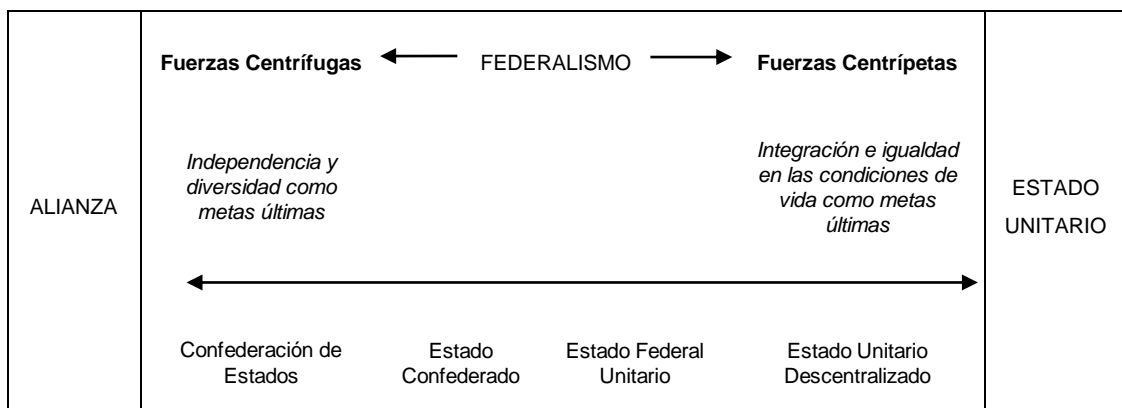 Fuerzas Centrífugas FEDERALISMO Fuerzas Centrípetas
Independencia y
diversidad como
metas últimas
Integración e igualdad
en las condiciones de
vida como metas
últimas
ALIANZA
ESTADO
UNITARIO
Confederación de
Estados
Estado
Confederado
Estado Federal
Unitario
Estado Unitario
Descentralizado